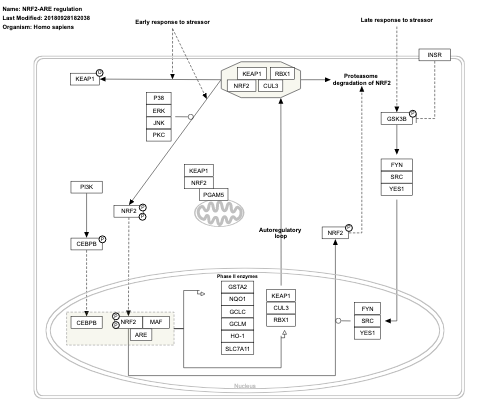 Name: NRF2-ARE regulation
Last Modified: 20180928182038
Organism: Homo sapiens
Early response to stressor
Late response to stressor
INSR
KEAP1
P
KEAP1
RBX1
NRF2
CUL3
Proteasome
degradation of NRF2
P38
ERK
JNK
PKC
GSK3B
P
KEAP1
NRF2
PGAM5
FYN
SRC
YES1
PI3K
NRF2
P
P
CEBPB
P
Autoregulatory
loop
NRF2
P
Phase II enzymes
GSTA2
NQO1
GCLC
GCLM
HO-1
SLC7A11
KEAP1
CUL3
RBX1
FYN
SRC
YES1
CEBPB
P
P
NRF2
MAF
ARE
Nucleus